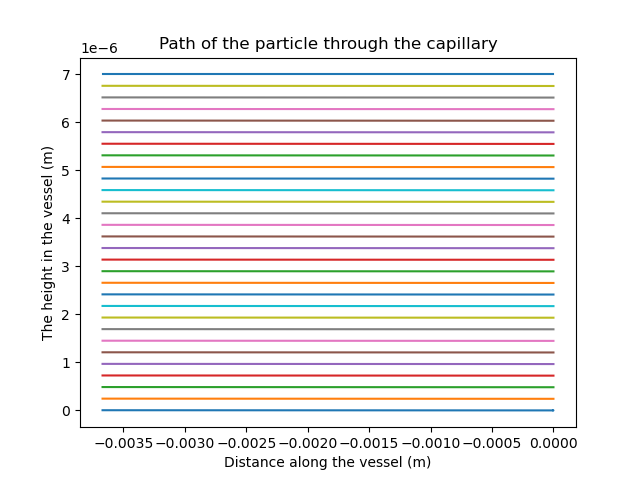 Path of the particle through the capillary
1e−6
7
6
5
4
3
2
1
0
The height in the vessel (m)
−0.0035 −0.0030 −0.0025 −0.0020 −0.0015 −0.0010 −0.0005 0.0000
Distance along the vessel (m)